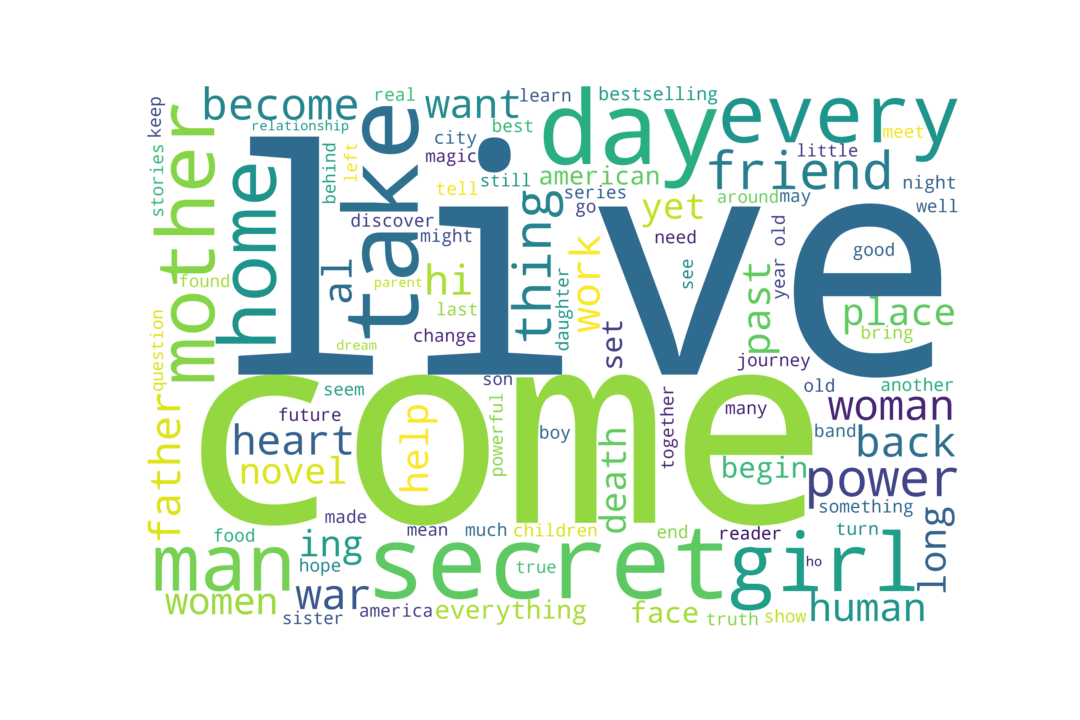 keep
real
learn
bestselling
become
want
day
every
mother
relationship
take
city
best
meet
magic
little
friend
stories
home
behind
left
live
tell
still
american
night
series
around
may
well
discover
go
yet
might
thing
need
old
good
al
work
see
year
found
parent
hi
daughter
past
last
place
change
set
bring
question
dream
journey
seem
son
old
another
father
come
future
many
woman
heart
help
powerful
boy
together
band
back
novel
death
begin
power
made
something
food
mean
much
children
end
reader
turn
long
man
ing
secret
girl
hope
true
ho
women
war
america
everything
face
truth
show
human
sister